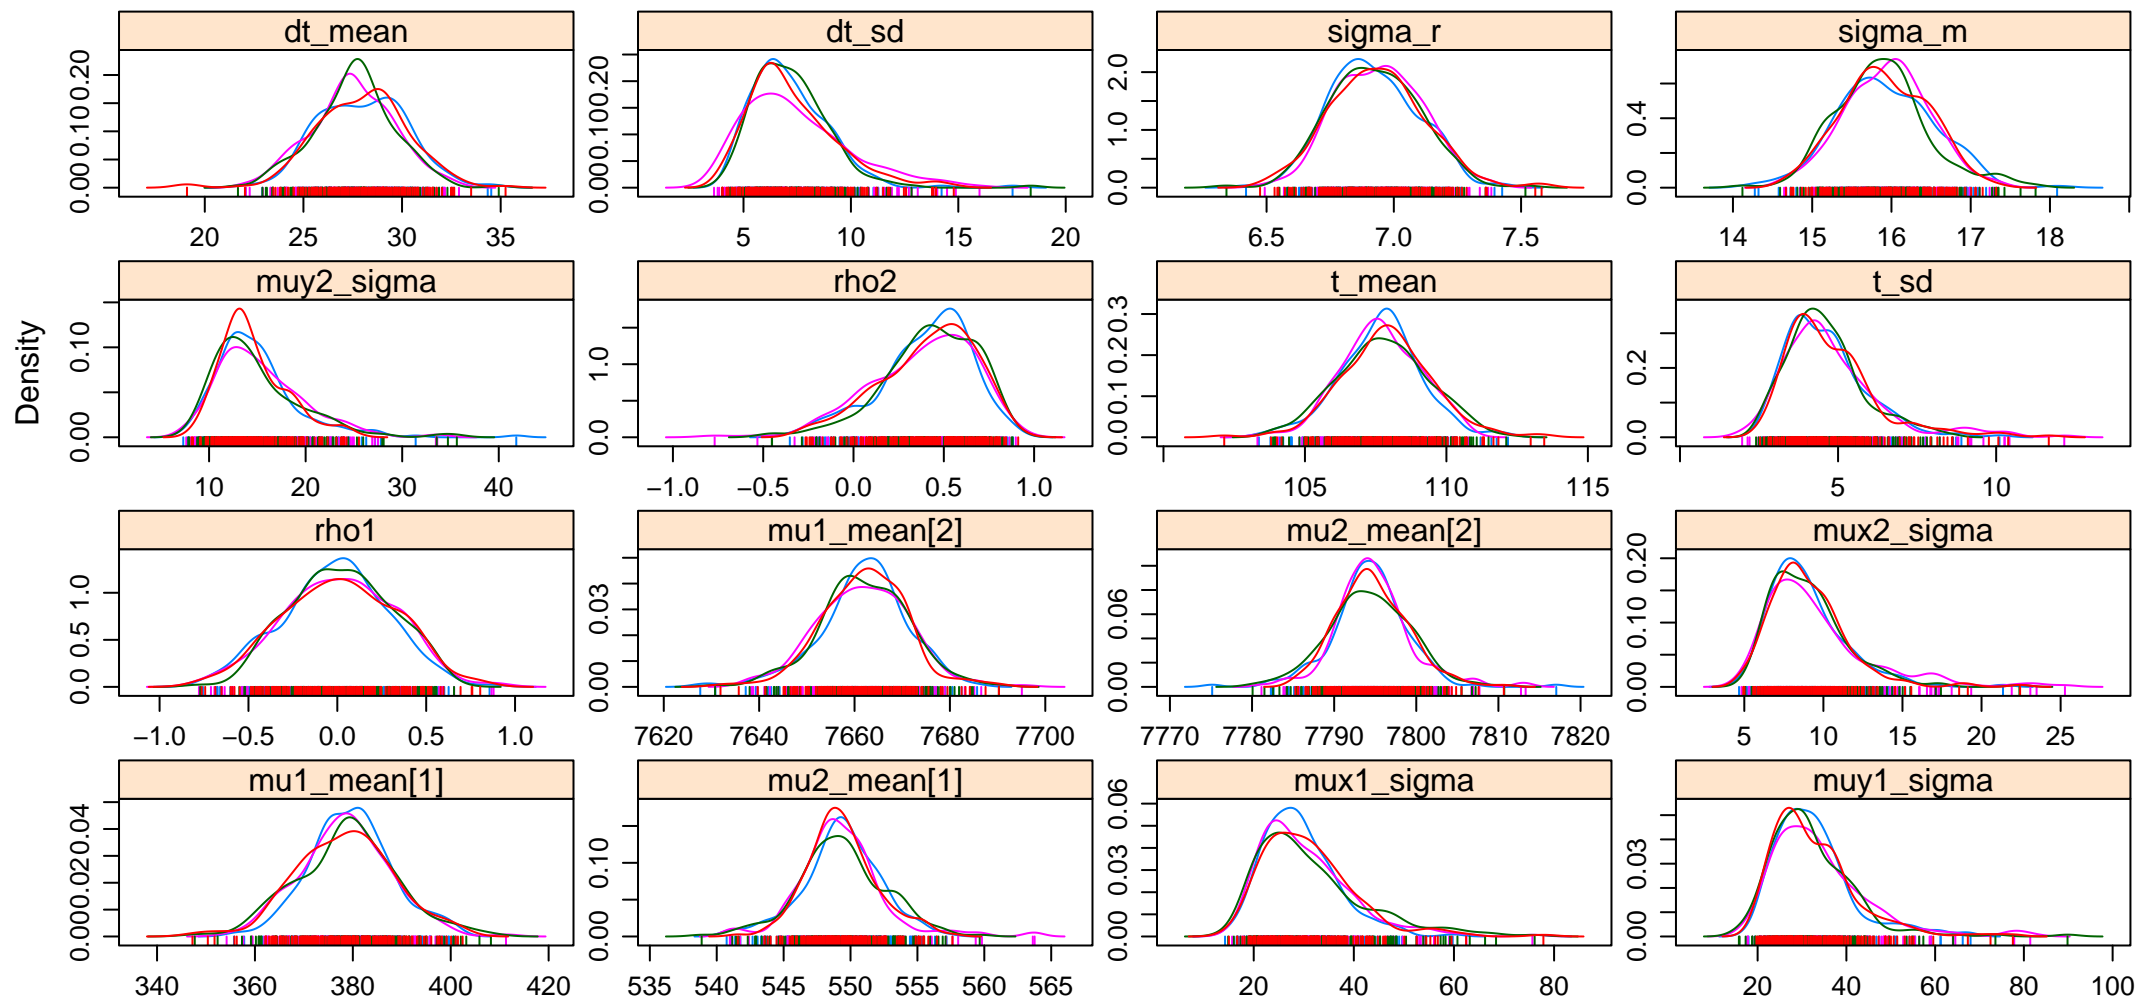 dt_mean
dt_sd
sigma_r
sigma_m
0.00 0.10 0.20
0.00 0.10 0.20
0.0 1.0 2.0
0.0 0.4
20 25 30 35
5 10 15 20
6.5 7.0 7.5
14 15 16 17 18
muy2_sigma
rho2
t_mean
t_sd
Density
0.00 0.10
0.0 1.0
0.0 0.1 0.2 0.3
0.0 0.2
10 20 30 40
−1.0 −0.5 0.0 0.5 1.0
105 110 115
5 10
rho1
mu1_mean[2]
mu2_mean[2]
mux2_sigma
0.0 0.5 1.0
0.00 0.03
0.00 0.06
0.00 0.10 0.20
−1.0 −0.5 0.0 0.5 1.0
7620 7640 7660 7680 7700
7770 7780 7790 7800 7810 7820
5 10 15 20 25
mu1_mean[1]
mu2_mean[1]
mux1_sigma
muy1_sigma
0.00 0.02 0.04
0.00 0.10
0.00 0.03 0.06
0.00 0.03
340 360 380 400 420
535 540 545 550 555 560 565
20 40 60 80
20 40 60 80 100